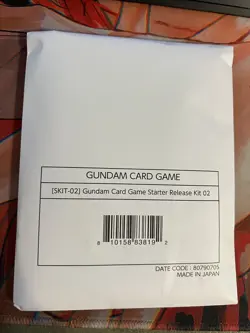 GUNDAM CARD GAME
[SKIT-02] Gundam Card Game Starter Release Kit 02
8 10158 83819 2
DATE CODE : 80790705
MADE IN JAPAN